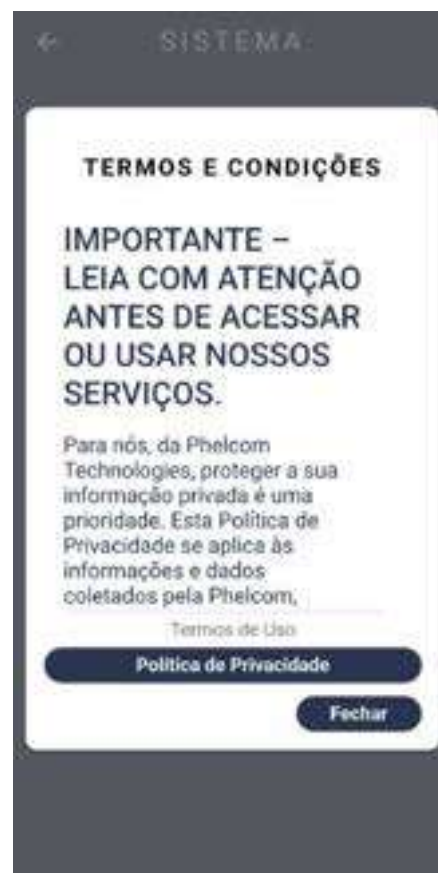 SISTEMA
TERMOS E CONDIÇÕES
IMPORTANTE –
LEIA COM ATENÇÃO
ANTES DE ACESSAR
OU USAR NOSSOS
SERVIÇOS.
Para nós, da Phelcom
Technologies, proteger a sua
informação privada é uma
prioridade. Esta Política de
Privacidade se aplica às
informações e dados
coletados pela Phelcom,
Termos de Uso
Política de Privacidade
Fechar